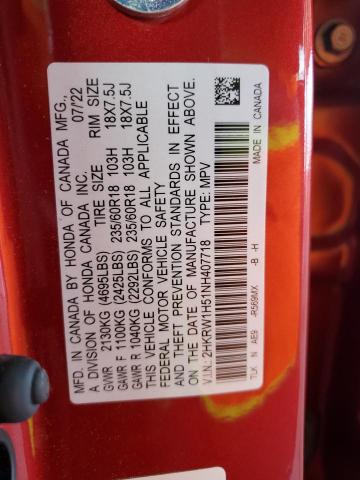 MFD. IN CANADA BY HONDA OF CANADA MFG.,
A DIVISION OF HONDA CANADA INC. 07/22
TIRE SIZE RIM SIZE
GVWR 2130KG (4695LBS)
GAWR F 1100KG (2425LBS) 235/60R18 103H 18X7.5J
GAWR R 1040KG (2292LBS) 235/60R18 103H 18X7.5J
THIS VEHICLE CONFORMS TO ALL APPLICABLE
FEDERAL MOTOR VEHICLE SAFETY
AND THEFT PREVENTION STANDARDS IN EFFECT
ON THE DATE OF MANUFACTURE SHOWN ABOVE.
V.I.N.: 2HKRW1H51NH407718 TYPE: MPV
TLK N AE9 -R569MX -B -H MADE IN CANADA